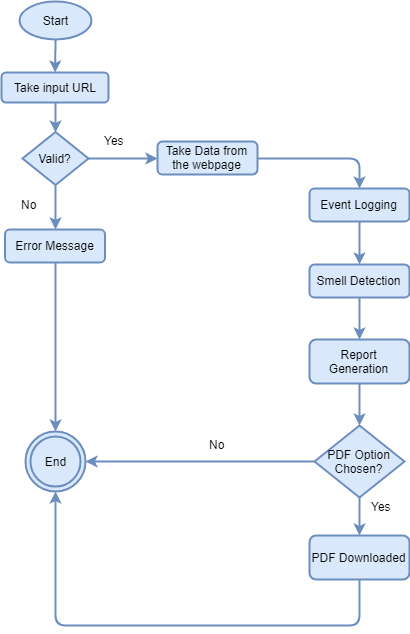 Start
Take input URL
Valid?
Yes
Take Data from
the webpage
No
Event Logging
Error Message
Smell Detection
Report
Generation
No
PDF Option
Chosen?
End
Yes
PDF Downloaded